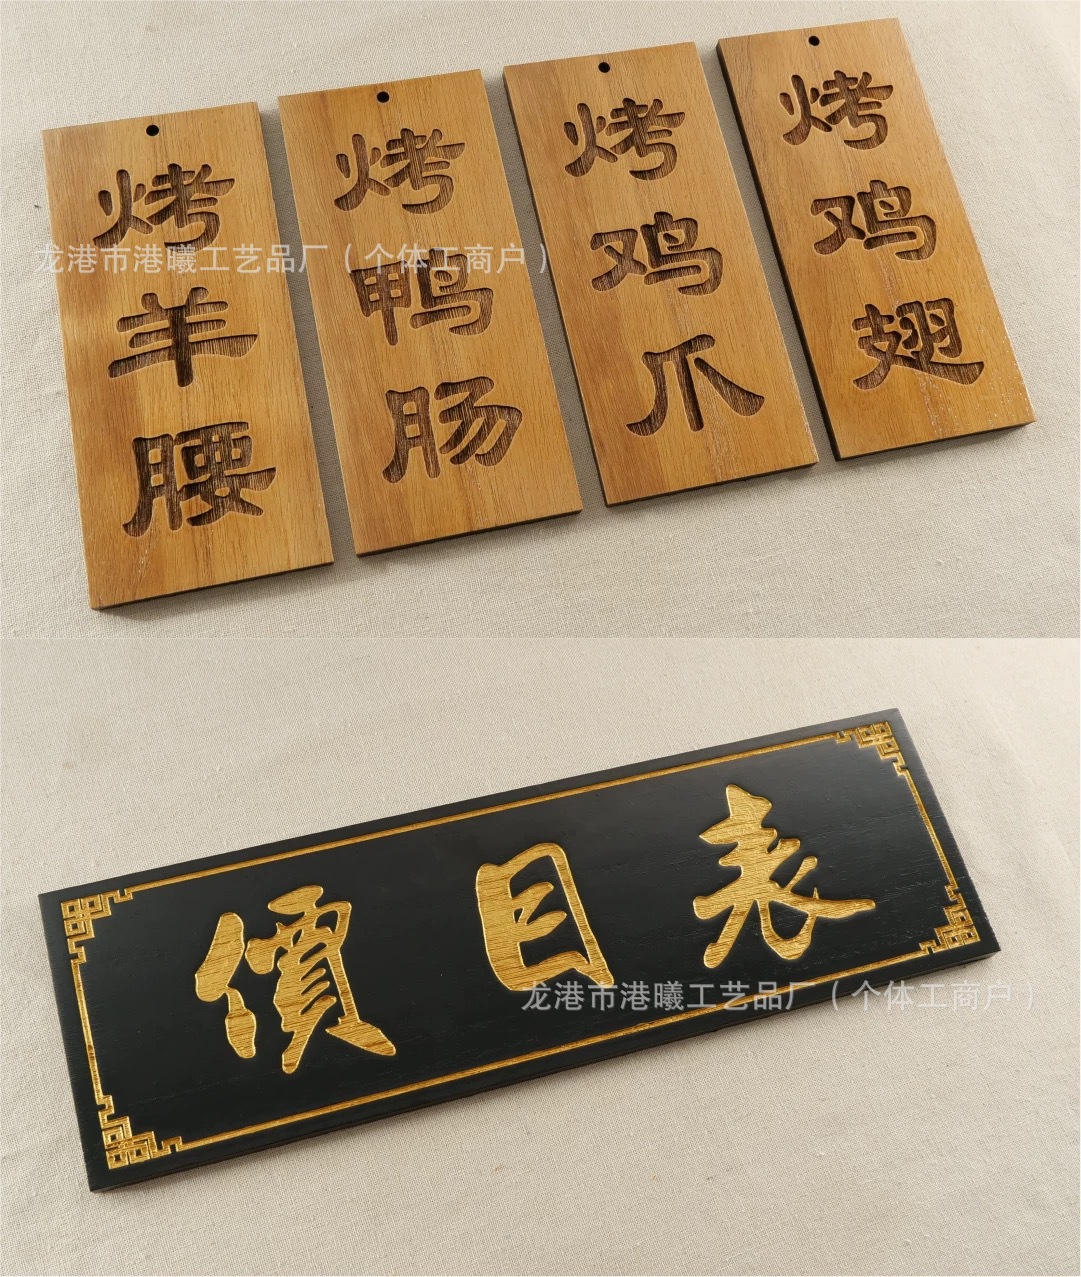 烤羊腰
烤鸭肠
烤鸡爪
烤鸡翅
龙港市港曦工艺品厂（个体工商户）
價目表
龙港市港曦工艺品厂（个体工商户）